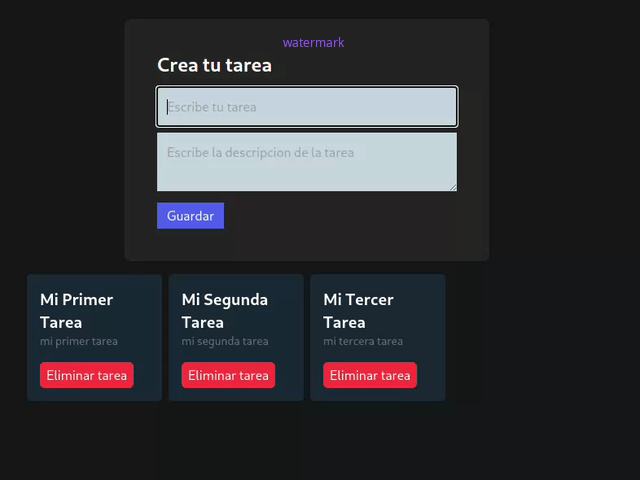 watermark
Crea tu tarea
Escribe tu tarea
Escribe la descripcion de la tarea
Guardar
Mi Primer
Tarea
mi primer tarea
Eliminar tarea
Mi Segunda
Tarea
mi segunda tarea
Eliminar tarea
Mi Tercer
Tarea
mi tercera tarea
Eliminar tarea